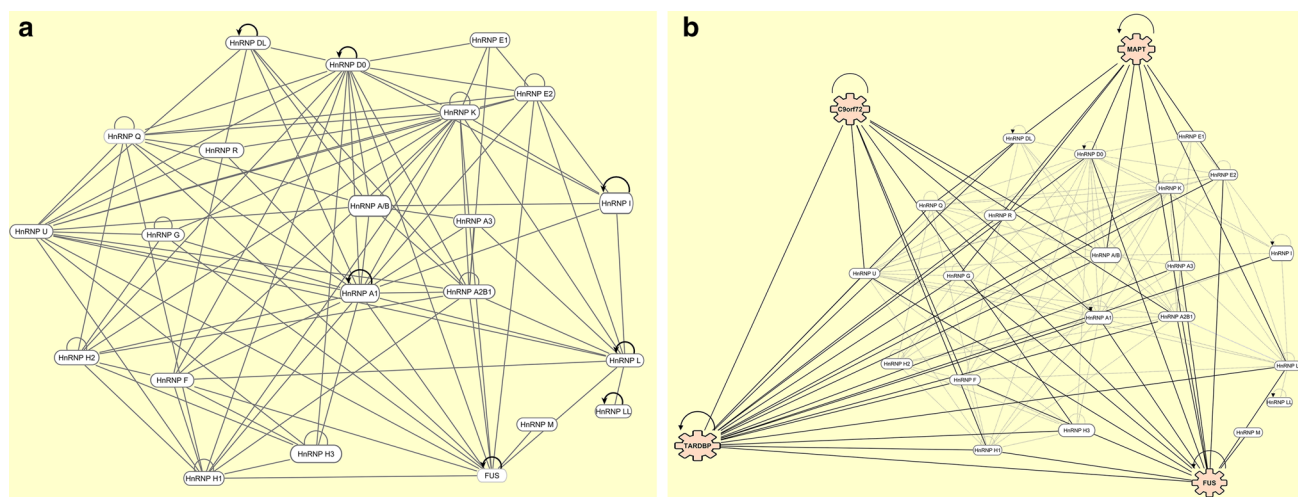 a
HnRNP DL
HnRNP D0
HnRNP E1
HnRNP E2
HnRNP K
HnRNP Q
HnRNP R
HnRNP A/B
HnRNP I
HnRNP A3
HnRNP U
HnRNP G
HnRNP A1
HnRNP A2B1
HnRNP H2
HnRNP L
HnRNP F
HnRNP LL
HnRNP M
HnRNP H3
HnRNP H1
FUS
b
MAPT
C9orf72
HnRNP DL
HnRNP E1
HnRNP D0
HnRNP E2
HnRNP K
HnRNP Q
HnRNP R
HnRNP A/B
HnRNP I
HnRNP A3
HnRNP U
HnRNP G
HnRNP A1
HnRNP A2B1
HnRNP H2
HnRNP L
HnRNP F
HnRNP LL
HnRNP H3
HnRNP M
TARDBP
HnRNP H1
FUS